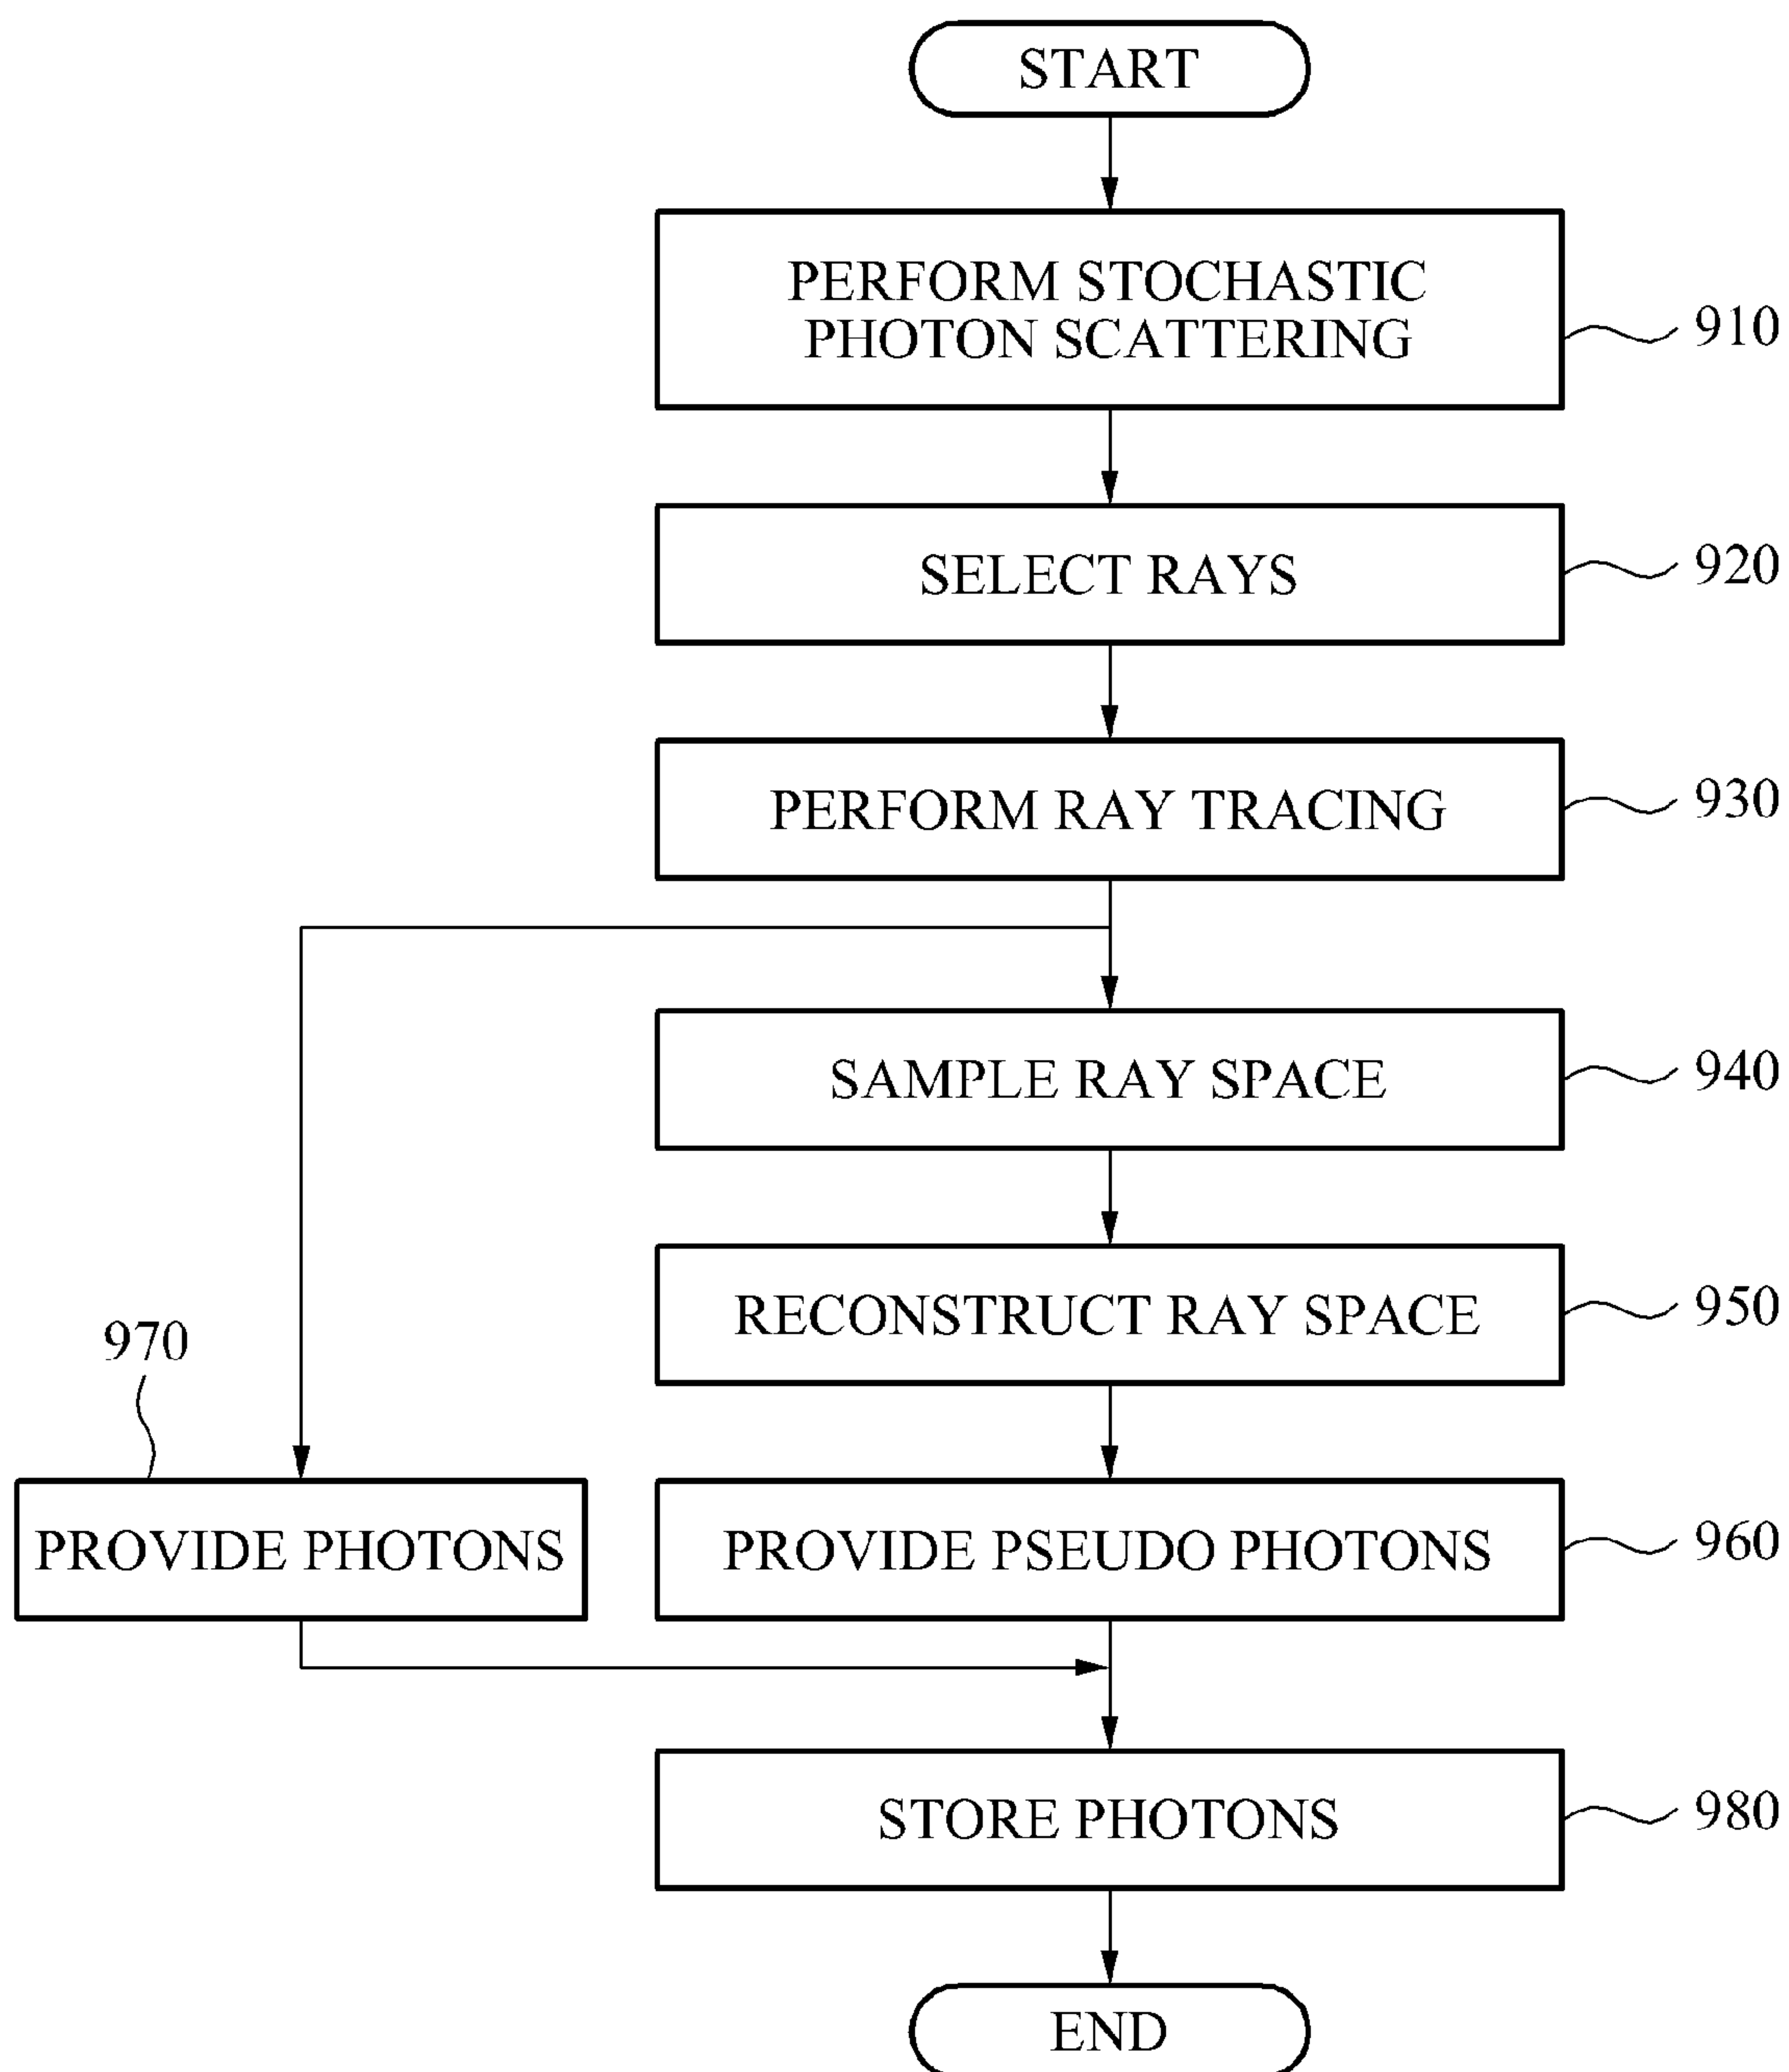 START
PERFORM STOCHASTIC
PHOTON SCATTERING
910
SELECT RAYS
920
PERFORM RAY TRACING
930
SAMPLE RAY SPACE
940
RECONSTRUCT RAY SPACE
950
970
PROVIDE PHOTONS
PROVIDE PSEUDO PHOTONS
960
STORE PHOTONS
980
END